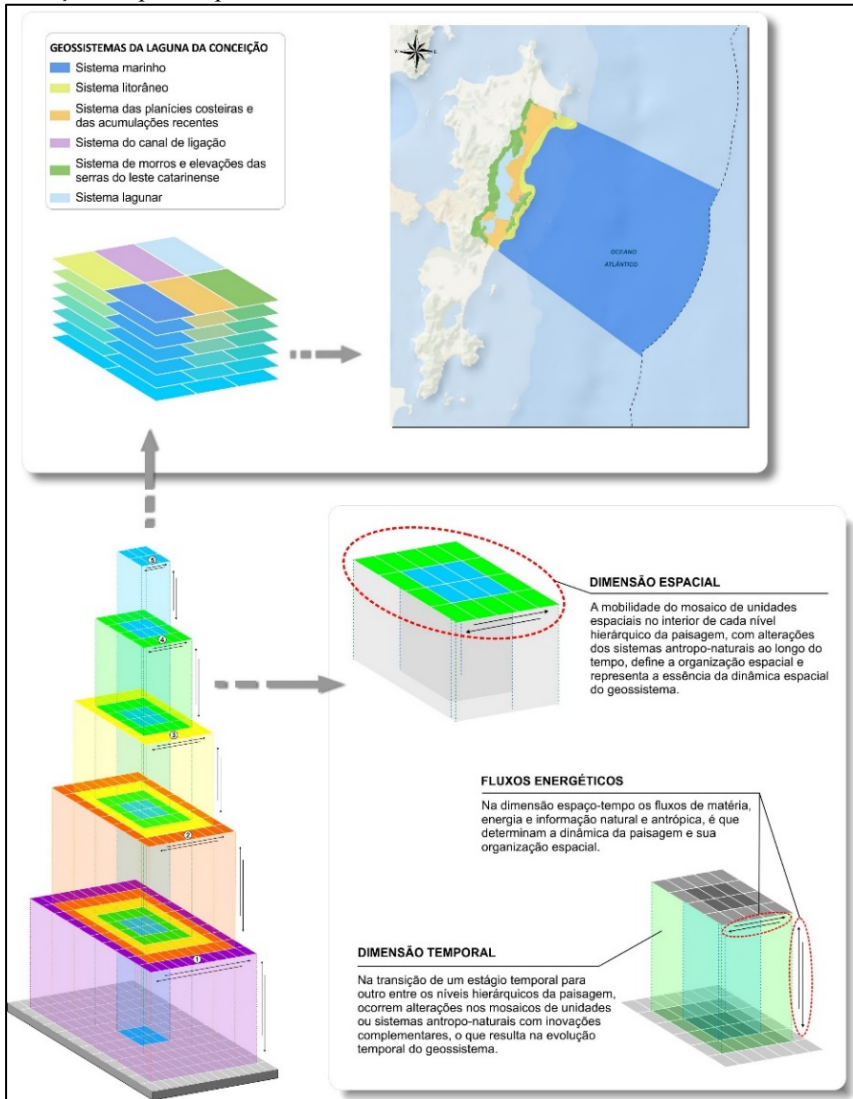 GEOSSISTEMAS DA LAGUNA DA CONCEIÇÃO
Sistema marinho
Sistema litorâneo
Sistema das planícies costeiras e
das acumulações recentes
Sistema do canal de ligação
Sistema de morros e elevações das
serras do leste catarinense
Sistema lagunar
N
W
E
S
OCEANO
ATLÂNTICO
5
4
3
2
1
DIMENSÃO ESPACIAL
A mobilidade do mosaico de unidades
espaciais no interior de cada nível
hierárquico da paisagem, com alterações
dos sistemas antropo-naturais ao longo do
tempo, define a organização espacial e
representa a essência da dinâmica espacial
do geossistema.
FLUXOS ENERGÉTICOS
Na dimensão espaço-tempo os fluxos de matéria,
energia e informação natural e antrópica, é que
determinam a dinâmica da paisagem e sua
organização espacial.
DIMENSÃO TEMPORAL
Na transição de um estágio temporal para
outro entre os níveis hierárquicos da paisagem,
ocorrem alterações nos mosaicos de unidades
ou sistemas antropo-naturais com inovações
complementares, o que resulta na evolução
temporal do geossistema.